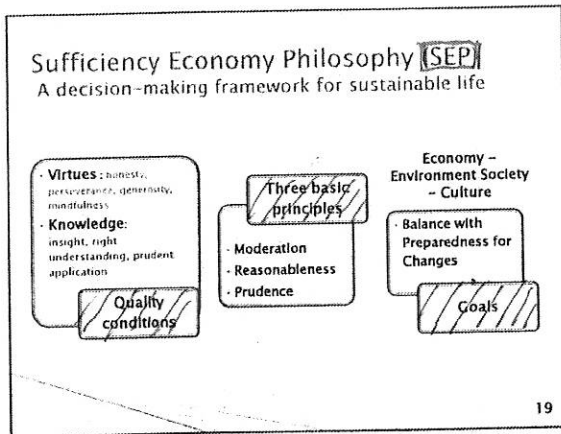 Sufficiency Economy Philosophy (SEP)
A decision-making framework for sustainable life
· Virtues : honesty,
perseverance, generosity,
mindfulness
· Knowledge:
insight, right
understanding, prudent
application
Quality
conditions
Three basic
principles
· Moderation
· Reasonableness
· Prudence
Economy –
Environment Society
– Culture
· Balance with
Preparedness for
Changes
Goals
19